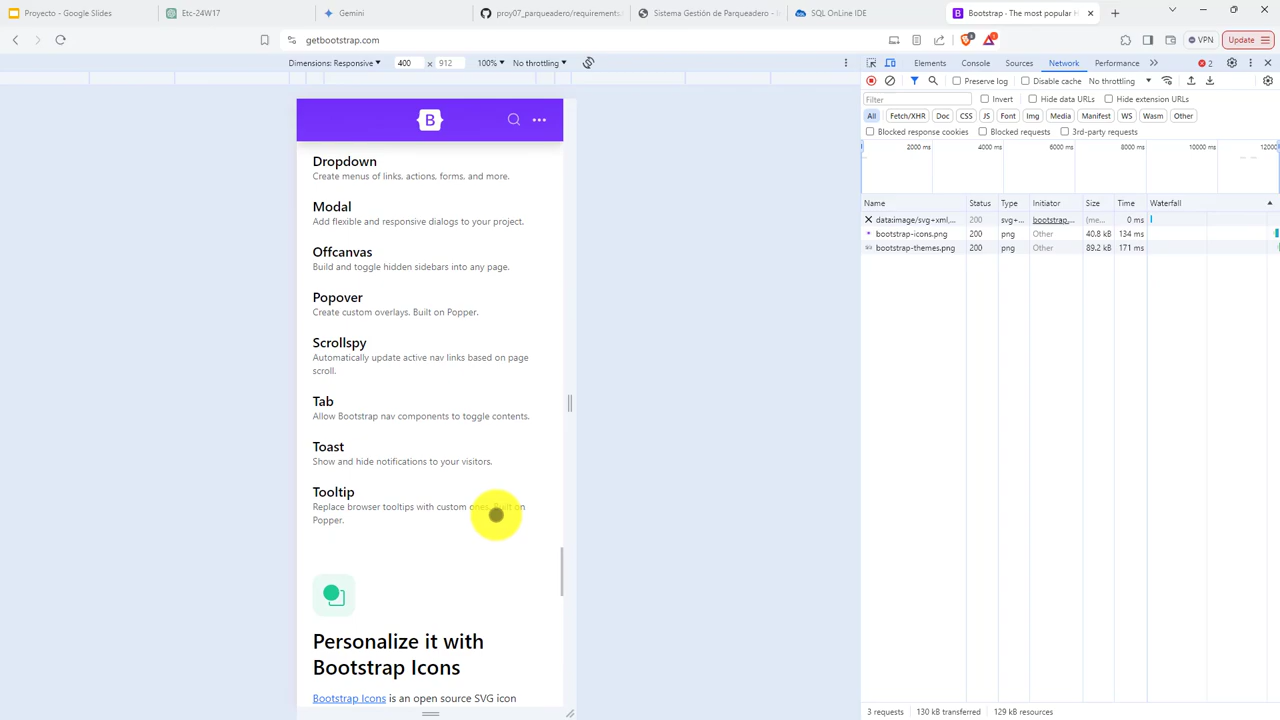 Proyecto - Google Slides
Etc-24W17
Gemini
proy07_parqueadero/requirements.
Sistema Gestión de Parqueadero -
SQL OnLine IDE
Bootstrap - The most popular H
getbootstrap.com
VPN
Update
Dimensions: Responsive
400 x 912
100%
No throttling
Elements
Console
Sources
Network
Performance
2
Preserve log
Disable cache
No throttling
Filter
Invert
Hide data URLs
Hide extension URLs
All
Fetch/XHR
Doc
CSS
JS
Font
Img
Media
Manifest
WS
Wasm
Other
Blocked response cookies
Blocked requests
3rd-party requests
2000 ms
4000 ms
6000 ms
8000 ms
10000 ms
12000
Name Status Type Initiator Size Time Waterfall
data:image/svg+xml,... 200 svg+... bootstrap... (me... 0 ms
bootstrap-icons.png 200 png Other 40.8 kB 134 ms
bootstrap-themes.png 200 png Other 89.2 kB 171 ms
B
Dropdown
Create menus of links, actions, forms, and more.
Modal
Add flexible and responsive dialogs to your project.
Offcanvas
Build and toggle hidden sidebars into any page.
Popover
Create custom overlays. Built on Popper.
Scrollspy
Automatically update active nav links based on page
scroll.
Tab
Allow Bootstrap nav components to toggle contents.
Toast
Show and hide notifications to your visitors.
Tooltip
Replace browser tooltips with custom ones. Built on
Popper.
Personalize it with
Bootstrap Icons
Bootstrap Icons is an open source SVG icon
3 requests
130 kB transferred
129 kB resources